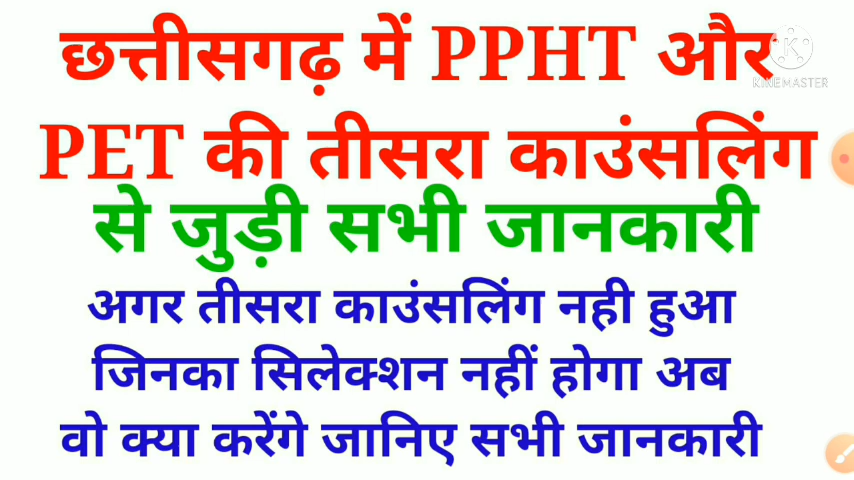 छत्तीसगढ़ में PPHT और
KINEMASTER
PET की तीसरा काउंसलिंग
से जुड़ी सभी जानकारी
अगर तीसरा काउंसलिंग नही हुआ
जिनका सिलेक्शन नहीं होगा अब
वो क्या करेंगे जानिए सभी जानकारी